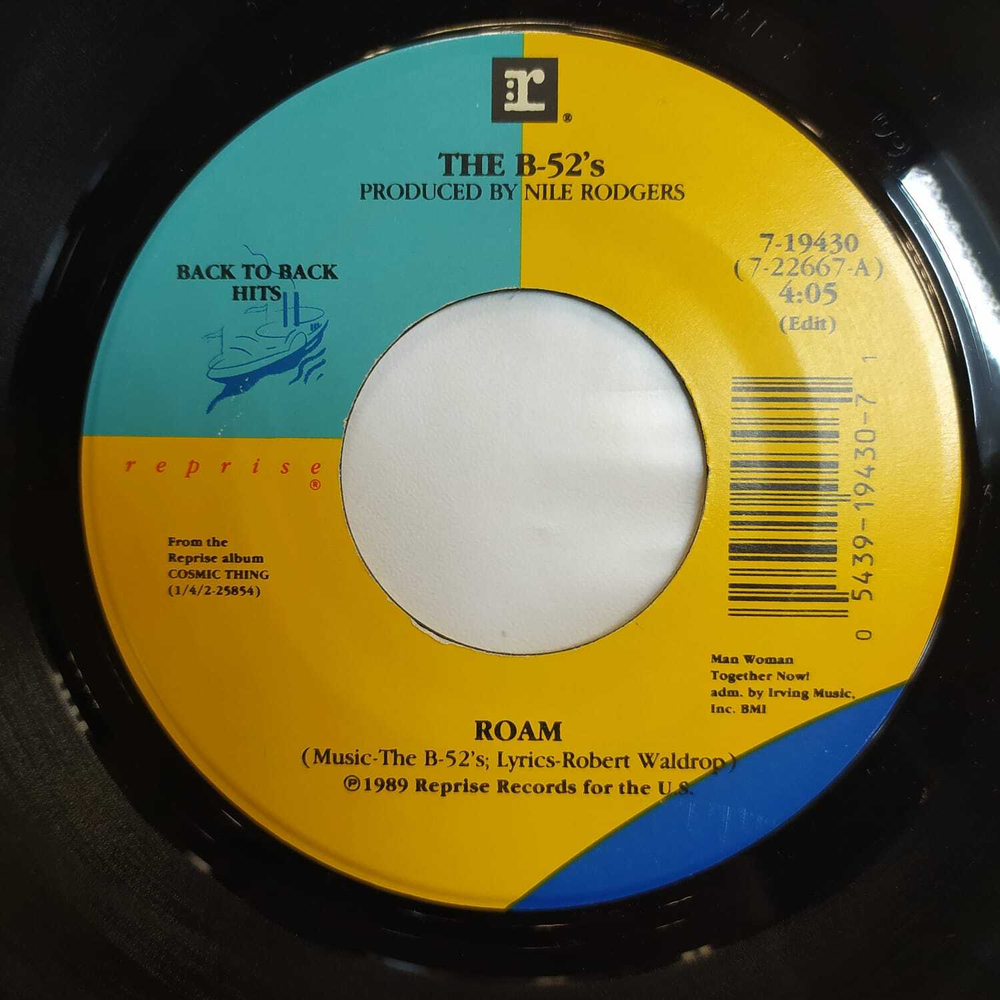 r®
THE B-52's
PRODUCED BY NILE RODGERS
BACK TO BACK
HITS
7-19430
(7-22667-A)
4:05
(Edit)
reprise
®
From the
Reprise album
COSMIC THING
(1/4/2-25854)
0 5439-19430-7 1
Man Woman
Together Now!
adm. by Irving Music,
Inc. BMI
ROAM
(Music-The B-52's; Lyrics-Robert Waldrop)
℗1989 Reprise Records for the U.S.